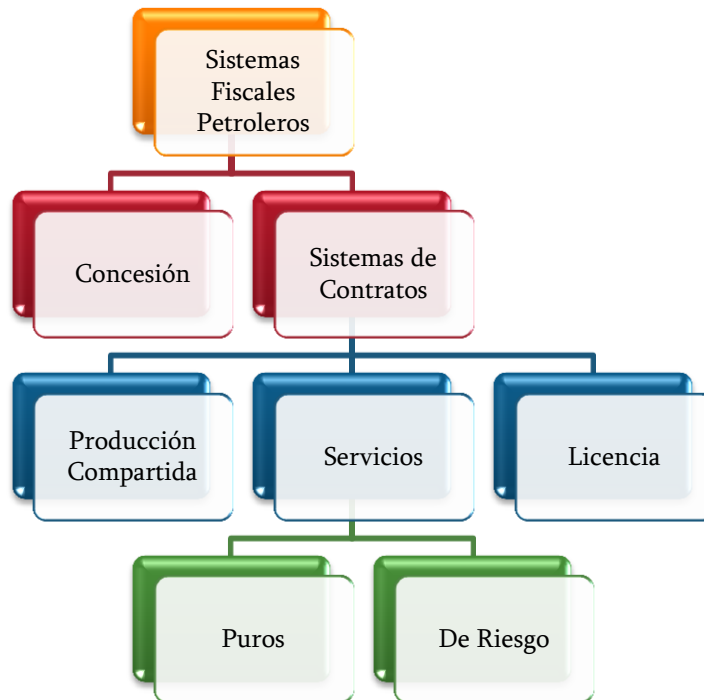 Sistemas
Fiscales
Petroleros
Concesión
Sistemas de
Contratos
Producción
Compartida
Servicios
Licencia
Puros
De Riesgo